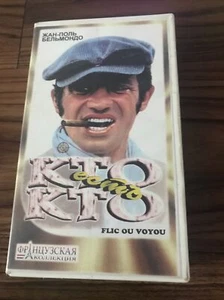 ЖАН-ПОЛЬ
БЕЛЬМОНДО
КТО
есть
КТО
FLIC OU VOYOU
ФРАНЦУЗСКАЯ
КОЛЛЕКЦИЯ